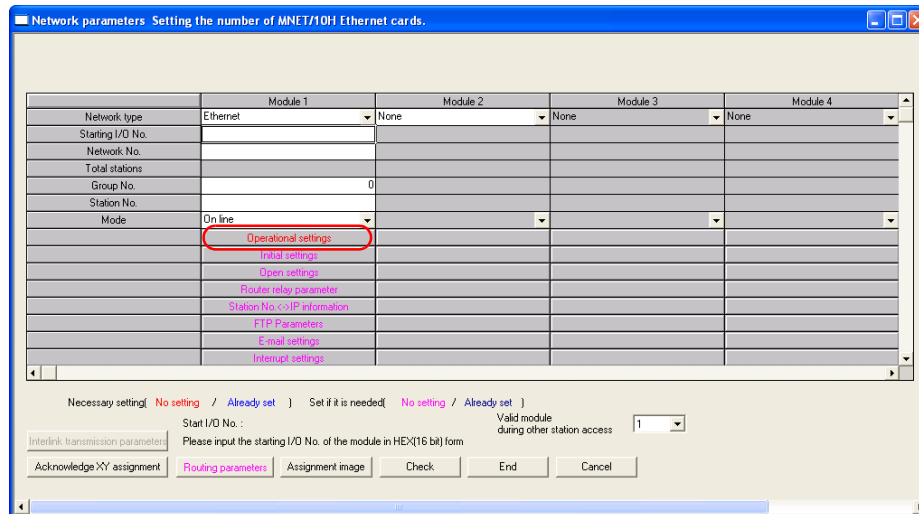 Network parameters Setting the number of MNET/10H Ethernet cards.
Module 1 Module 2 Module 3 Module 4
Network type Ethernet None None None
Starting I/O No.
Network No.
Total stations
Group No. 0
Station No.
Mode On line
Operational settings
Initial settings
Open settings
Router relay parameter
Station No.<->IP information
FTP Parameters
E-mail settings
Interrupt settings
Necessary setting( No setting / Already set ) Set if it is needed( No setting / Already set )
Start I/O No. :
Valid module
during other station access 1
Interlink transmission parameters Please input the starting I/O No. of the module in HEX(16 bit) form
Acknowledge XY assignment Routing parameters Assignment image Check End Cancel